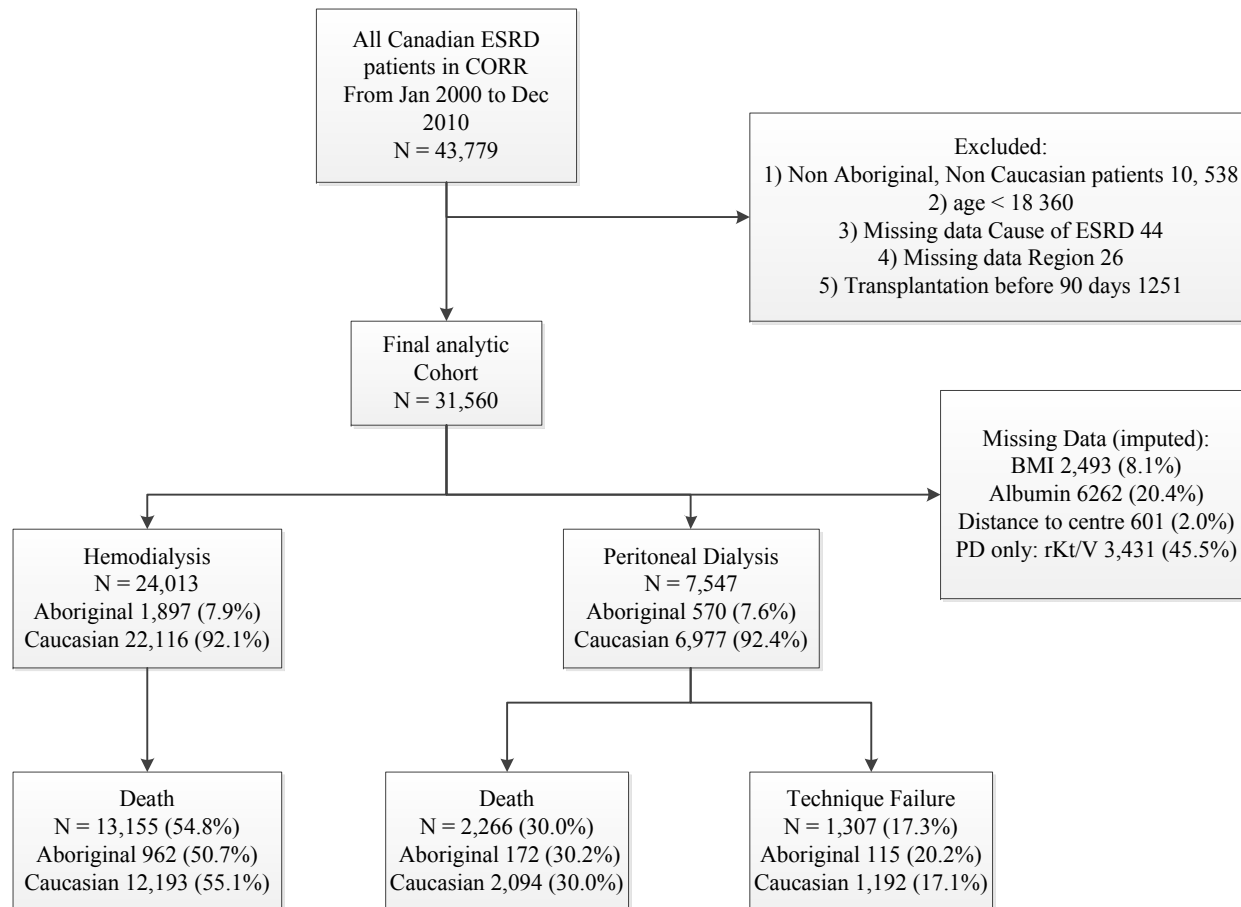 All Canadian ESRD
patients in CORR
From Jan 2000 to Dec
2010
N = 43,779
Excluded:
1) Non Aboriginal, Non Caucasian patients 10, 538
2) age < 18 360
3) Missing data Cause of ESRD 44
4) Missing data Region 26
5) Transplantation before 90 days 1251
Final analytic
Cohort
N = 31,560
Missing Data (imputed):
BMI 2,493 (8.1%)
Albumin 6262 (20.4%)
Distance to centre 601 (2.0%)
PD only: rKt/V 3,431 (45.5%)
Hemodialysis
N = 24,013
Aboriginal 1,897 (7.9%)
Caucasian 22,116 (92.1%)
Peritoneal Dialysis
N = 7,547
Aboriginal 570 (7.6%)
Caucasian 6,977 (92.4%)
Death
N = 13,155 (54.8%)
Aboriginal 962 (50.7%)
Caucasian 12,193 (55.1%)
Death
N = 2,266 (30.0%)
Aboriginal 172 (30.2%)
Caucasian 2,094 (30.0%)
Technique Failure
N = 1,307 (17.3%)
Aboriginal 115 (20.2%)
Caucasian 1,192 (17.1%)